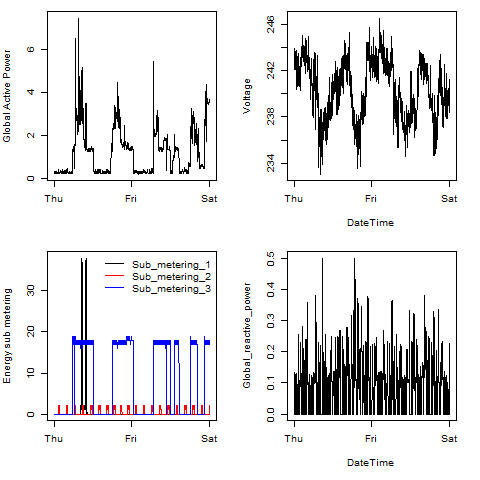 Global Active Power
6
4
2
0
Thu Fri Sat
Voltage
246
242
238
234
Thu Fri Sat
DateTime
Energy sub metering
30
20
10
0
Sub_metering_1
Sub_metering_2
Sub_metering_3
Thu Fri Sat
Global_reactive_power
0.5
0.4
0.3
0.2
0.1
0.0
Thu Fri Sat
DateTime